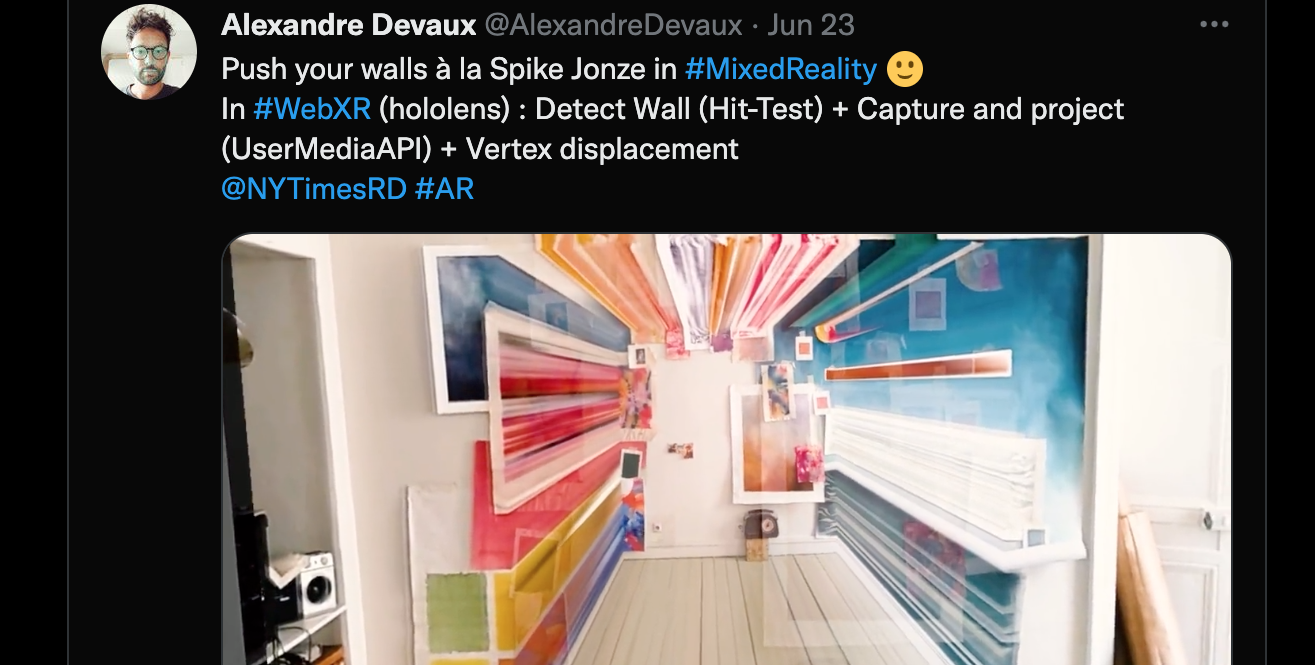 Alexandre Devaux @AlexandreDevaux · Jun 23
Push your walls à la Spike Jonze in #MixedReality 🙂
In #WebXR (hololens) : Detect Wall (Hit-Test) + Capture and project
(UserMediaAPI) + Vertex displacement
@NYTimesRD #AR